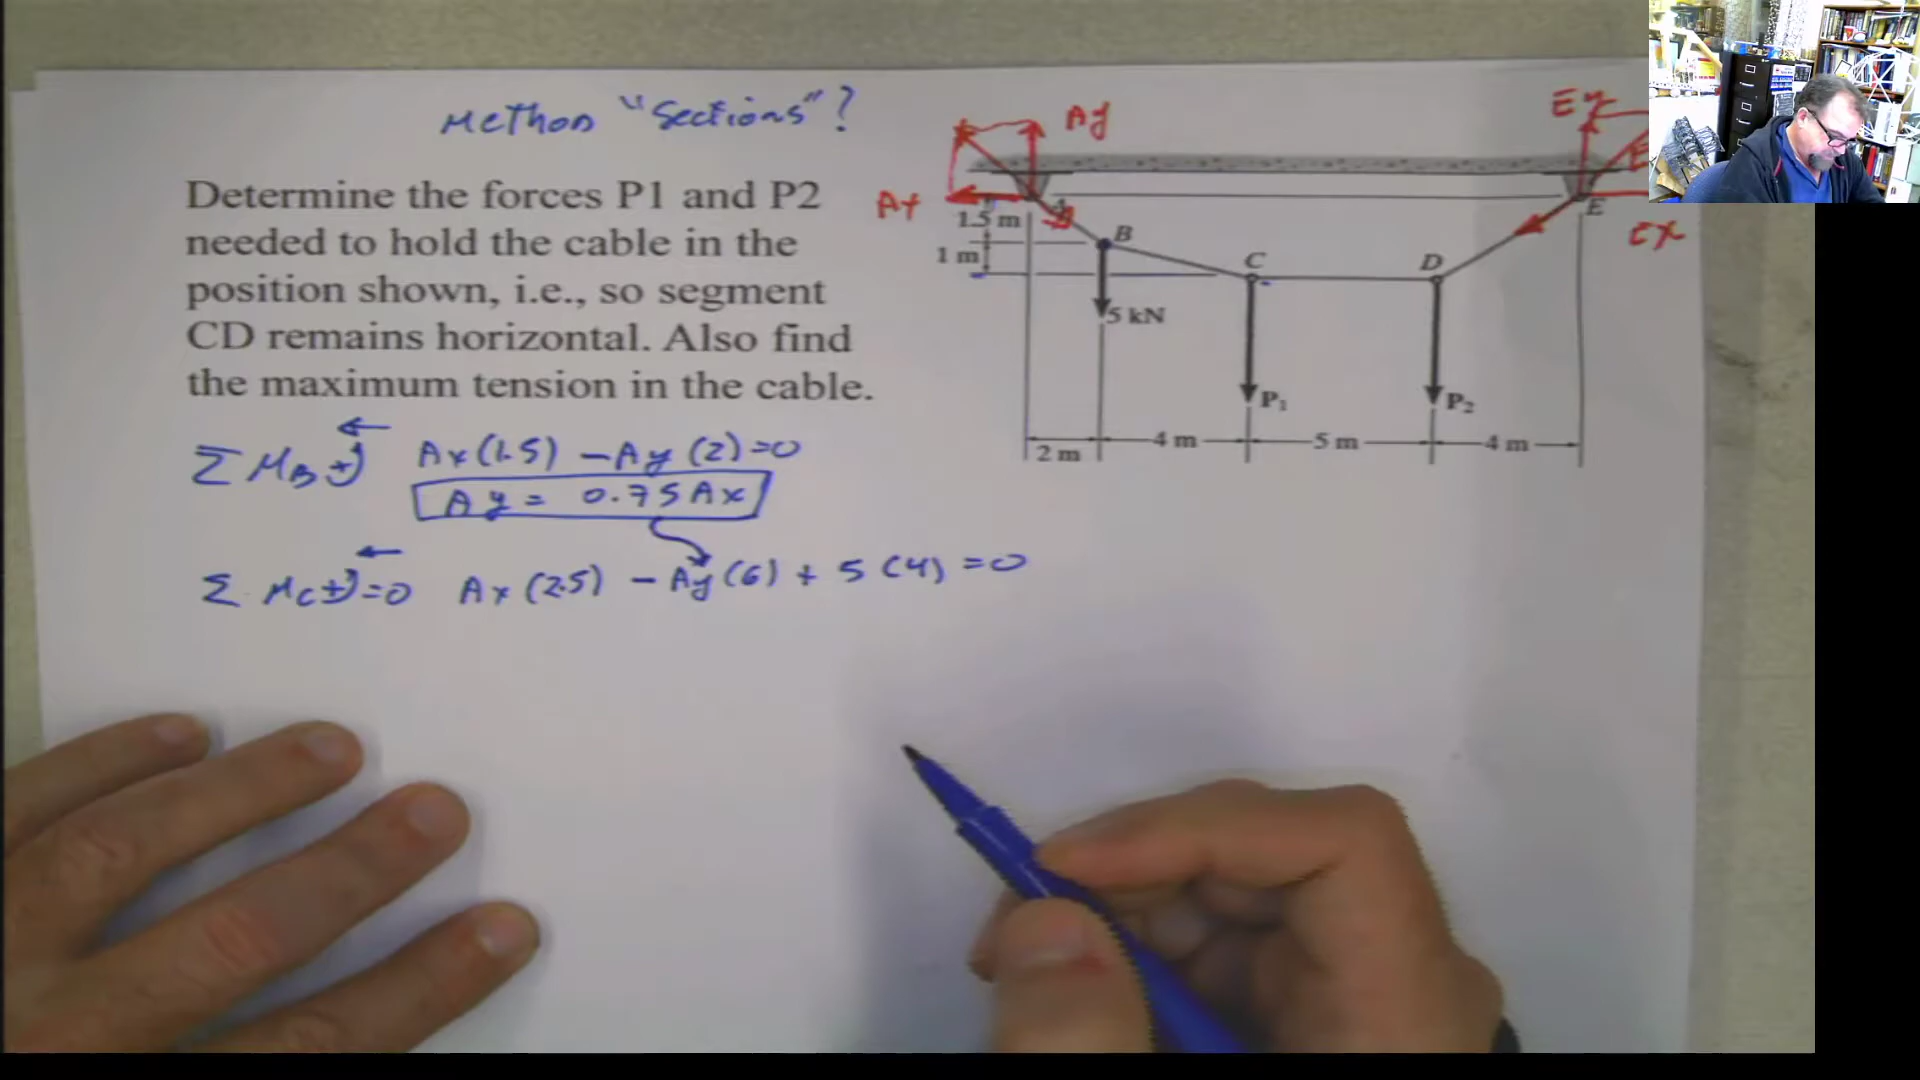 Method "Sections"?
Determine the forces P1 and P2
needed to hold the cable in the
position shown, i.e., so segment
CD remains horizontal. Also find
the maximum tension in the cable.
ΣMB+ Ax(1.5) - Ay(2)=0
Ay = 0.75Ax
ΣMC+=0 Ax(2.5) - Ay(6) + 5(4) = 0
Ay
Ey
Ax
A
E
Ex
1.5 m
B
1 m
C
D
5 kN
P1
P2
2 m
4 m
5 m
4 m